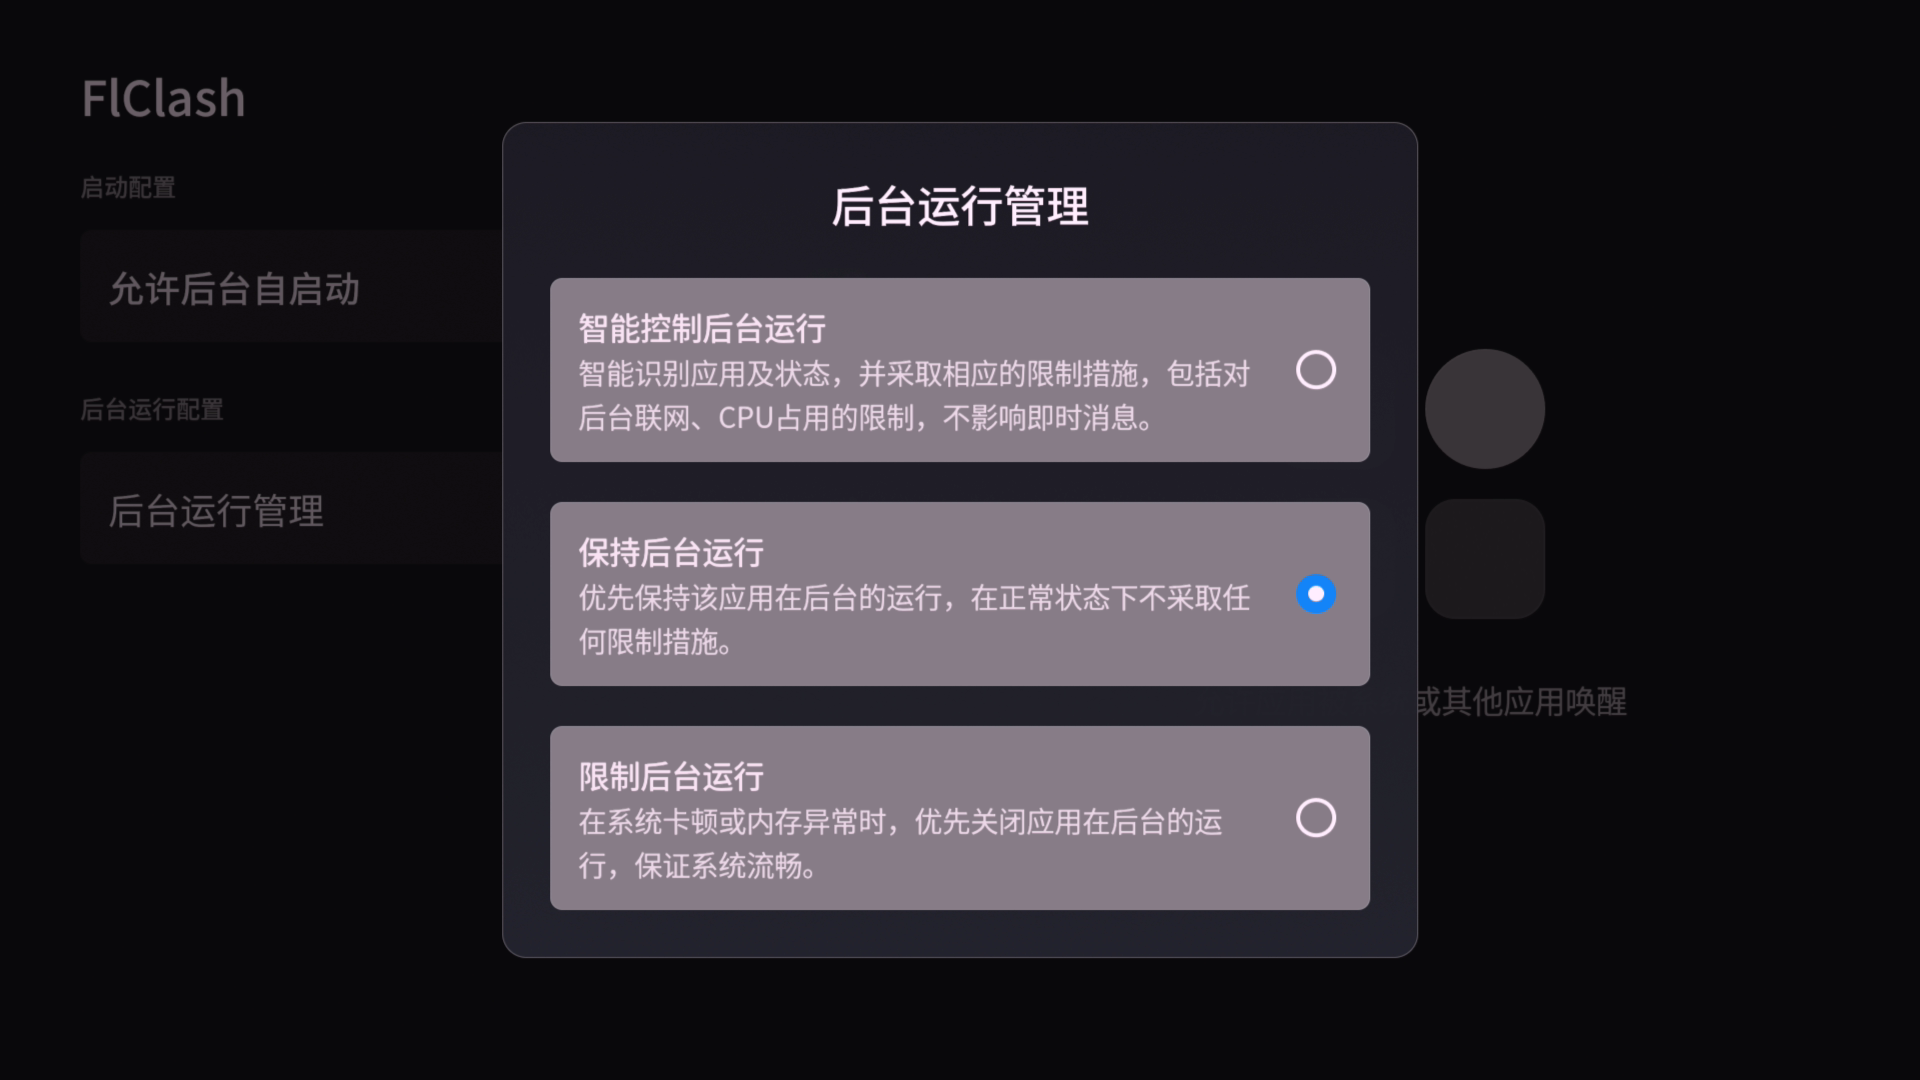 FlClash
启动配置
允许后台自启动
后台运行配置
后台运行管理
后台运行管理
智能控制后台运行
智能识别应用及状态，并采取相应的限制措施，包括对
后台联网、CPU占用的限制，不影响即时消息。
保持后台运行
优先保持该应用在后台的运行，在正常状态下不采取任
何限制措施。
限制后台运行
在系统卡顿或内存异常时，优先关闭应用在后台的运
行，保证系统流畅。
或其他应用唤醒